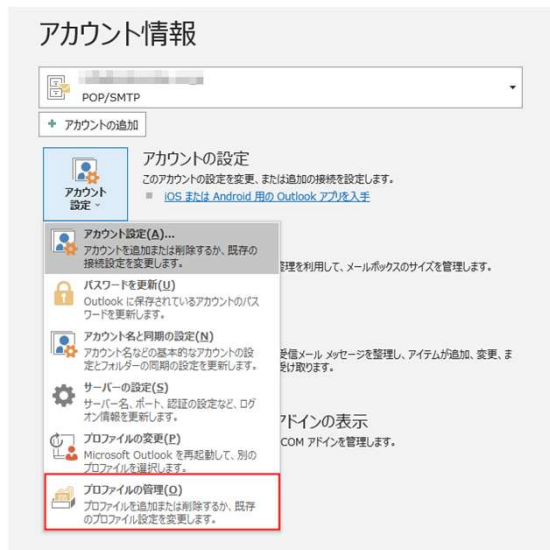 アカウント情報
POP/SMTP
+ アカウントの追加
アカウントの設定
このアカウントの設定を変更、または追加の接続を設定します。
アカウント
設定
iOS または Android 用の Outlook アプリを入手
アカウント設定(A)...
アカウントを追加または削除するか、既存の
接続設定を変更します。
整理を利用して、メールボックスのサイズを管理します。
パスワードを更新(U)
Outlook に保存されているアカウントのパス
ワードを更新します。
アカウント名と同期の設定(N)
アカウント名などの基本的なアカウントの設
定とフォルダーの同期の設定を更新します。
受信メール メッセージを整理し、アイテムが追加、変更、ま
受け取ります。
サーバーの設定(S)
サーバー名、ポート、認証の設定など、ログ
オン情報を更新します。
アドインの表示
COM アドインを管理します。
プロファイルの変更(P)
Microsoft Outlook を再起動して、別の
プロファイルを選択します。
プロファイルの管理(O)
プロファイルを追加または削除するか、既存
のプロファイル設定を変更します。